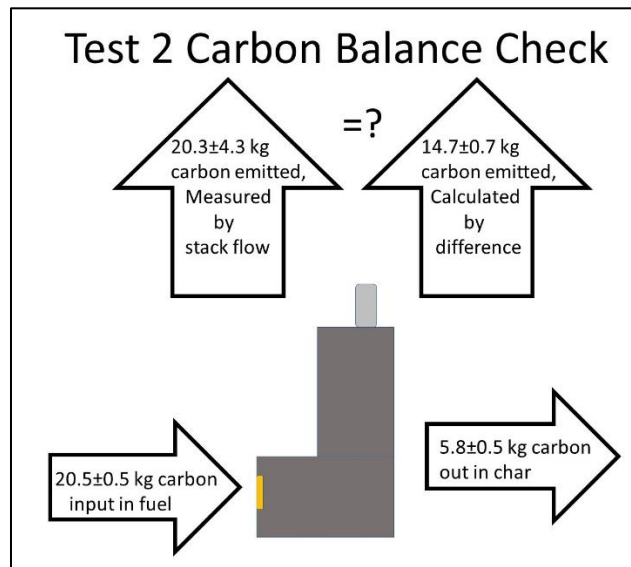 Test 2 Carbon Balance Check
20.3±4.3 kg
carbon emitted,
Measured
by
stack flow
=?
14.7±0.7 kg
carbon emitted,
Calculated
by
difference
20.5±0.5 kg carbon
input in fuel
5.8±0.5 kg carbon
out in char